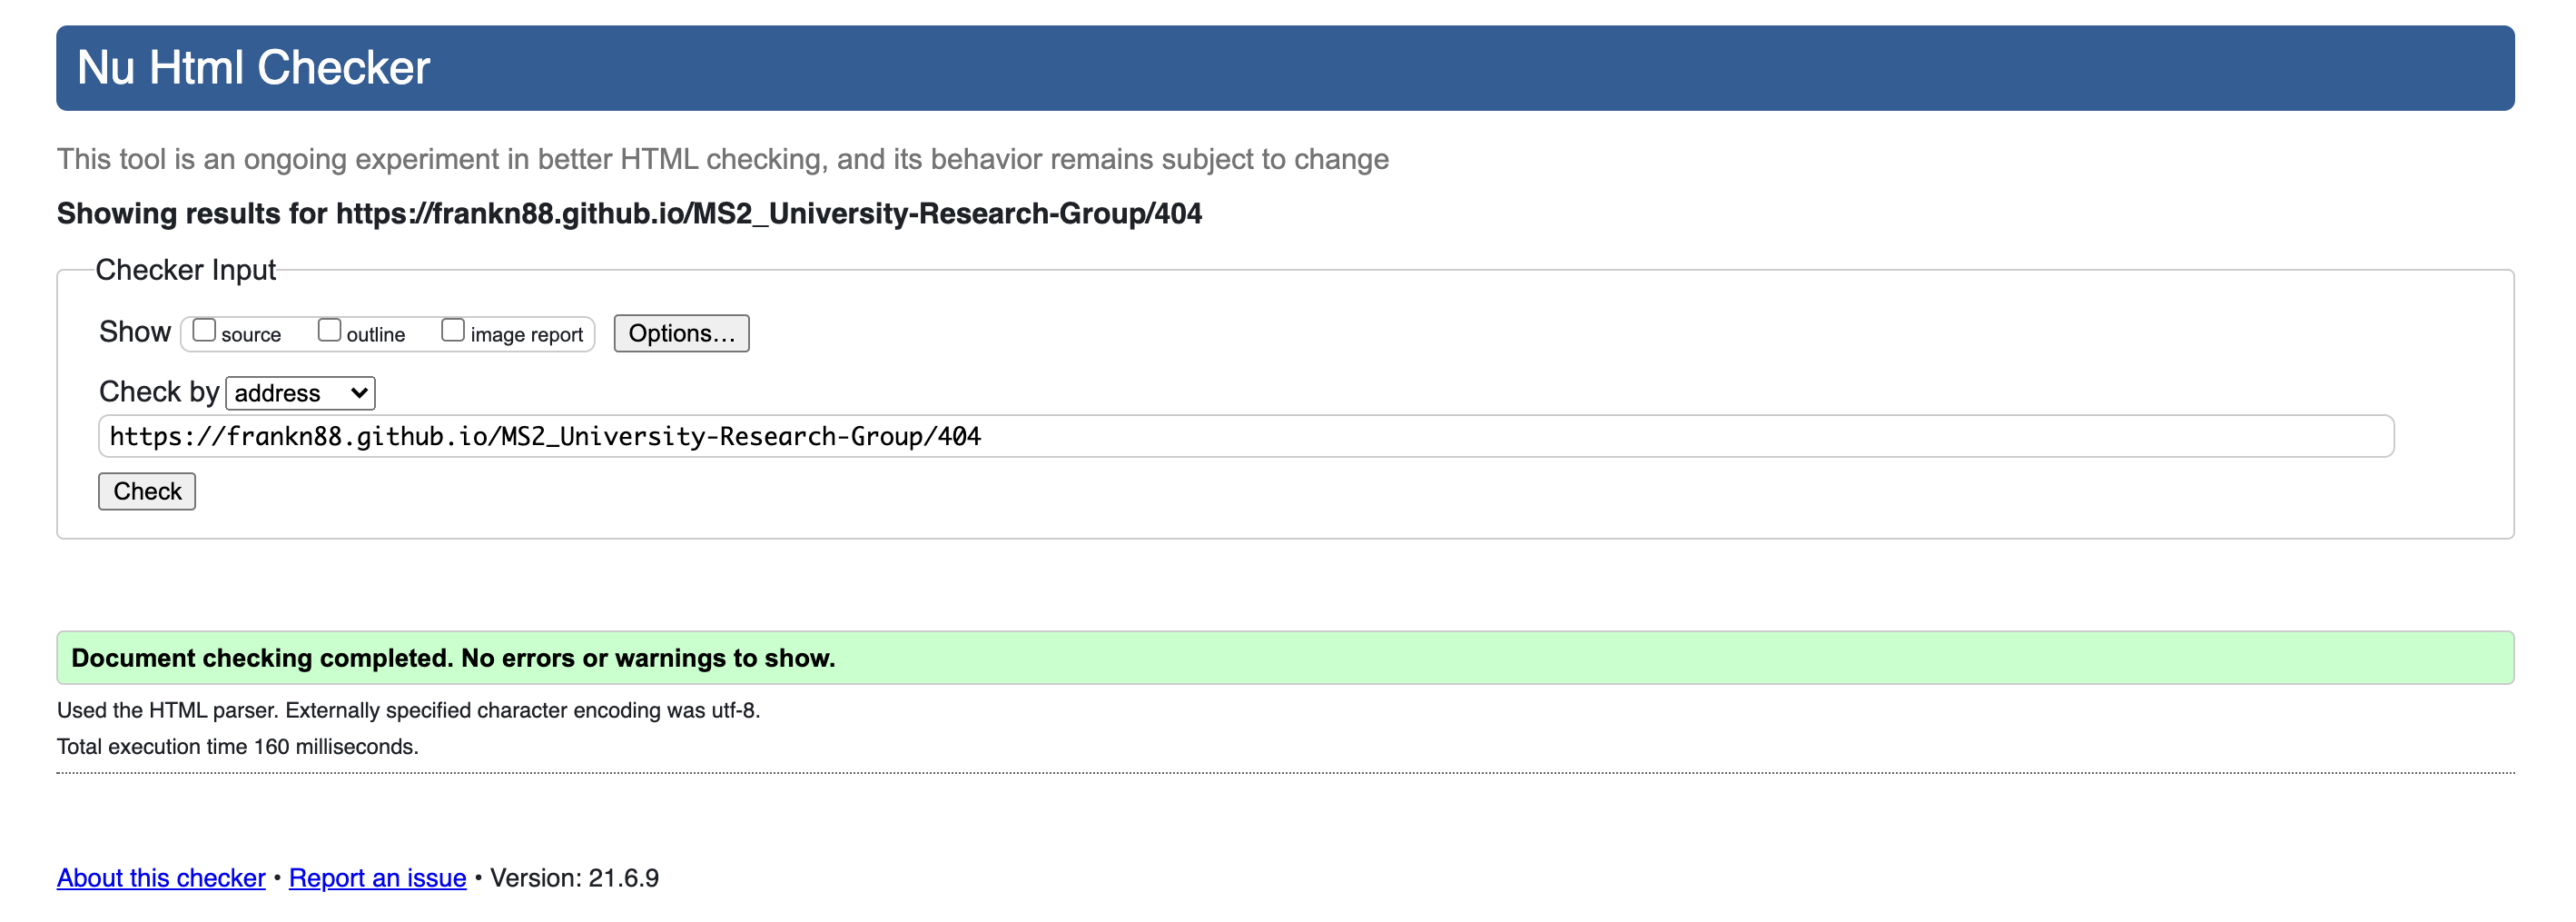 Nu Html Checker
This tool is an ongoing experiment in better HTML checking, and its behavior remains subject to change
Showing results for https://frankn88.github.io/MS2_University-Research-Group/404
Checker Input
Show source outline image report Options...
Check by address
https://frankn88.github.io/MS2_University-Research-Group/404
Check
Document checking completed. No errors or warnings to show.
Used the HTML parser. Externally specified character encoding was utf-8.
Total execution time 160 milliseconds.
About this checker • Report an issue • Version: 21.6.9